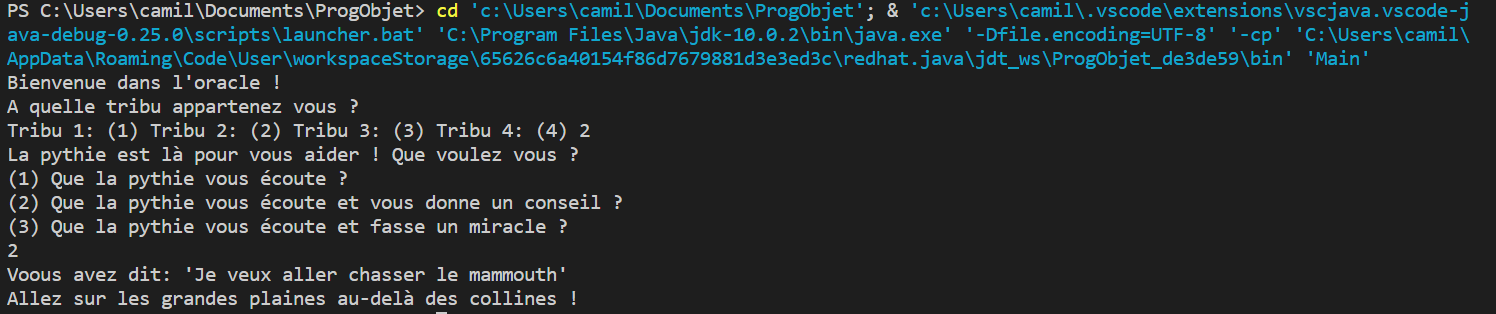 PS C:\Users\camil\Documents\ProgObjet> cd 'c:\Users\camil\Documents\ProgObjet'; & 'c:\Users\camil\.vscode\extensions\vscjava.vscode-j
ava-debug-0.25.0\scripts\launcher.bat' 'C:\Program Files\Java\jdk-10.0.2\bin\java.exe' '-Dfile.encoding=UTF-8' '-cp' 'C:\Users\camil\
AppData\Roaming\Code\User\workspaceStorage\65626c6a40154f86d7679881d3e3ed3c\redhat.java\jdt_ws\ProgObjet_de3de59\bin' 'Main'
Bienvenue dans l'oracle !
A quelle tribu appartenez vous ?
Tribu 1: (1) Tribu 2: (2) Tribu 3: (3) Tribu 4: (4) 2
La pythie est là pour vous aider ! Que voulez vous ?
(1) Que la pythie vous écoute ?
(2) Que la pythie vous écoute et vous donne un conseil ?
(3) Que la pythie vous écoute et fasse un miracle ?
2
Voous avez dit: 'Je veux aller chasser le mammouth'
Allez sur les grandes plaines au-delà des collines !